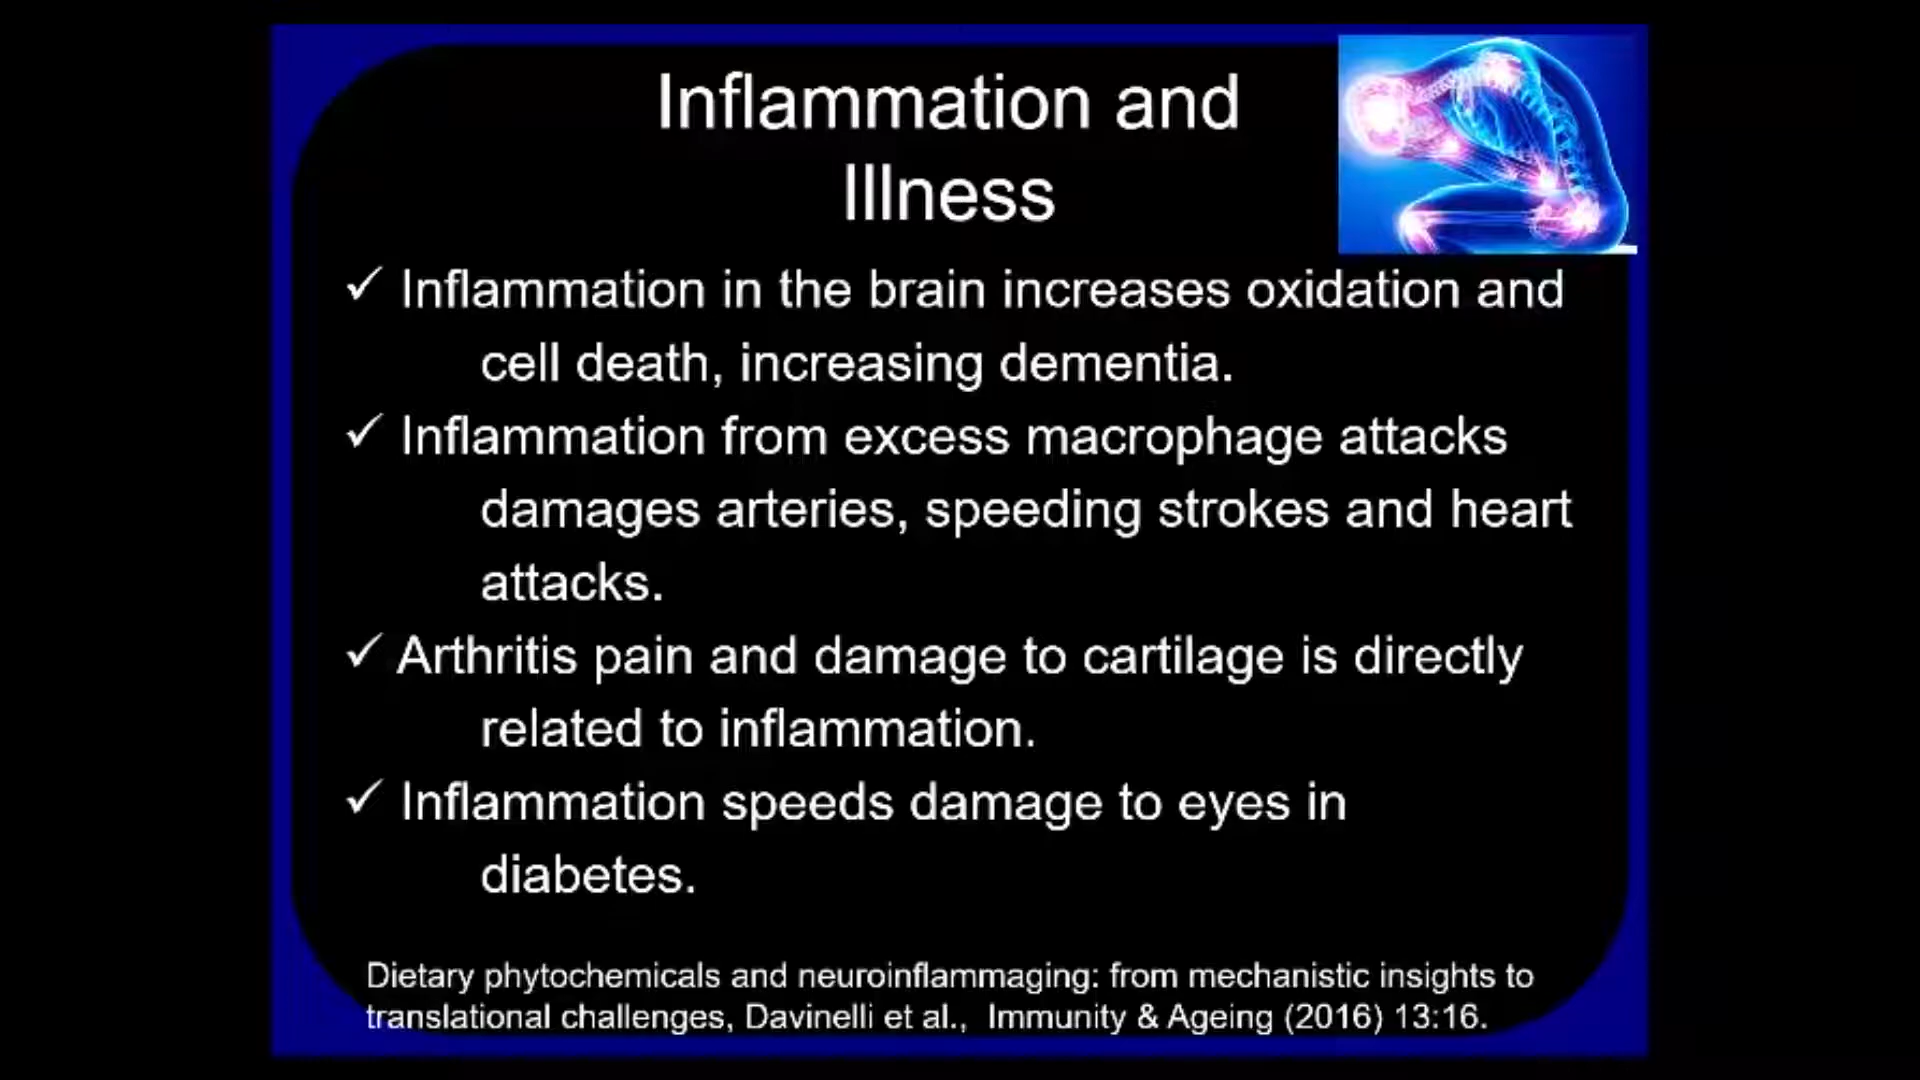 Inflammation and
Illness
✓ Inflammation in the brain increases oxidation and
cell death, increasing dementia.
✓ Inflammation from excess macrophage attacks
damages arteries, speeding strokes and heart
attacks.
✓ Arthritis pain and damage to cartilage is directly
related to inflammation.
✓ Inflammation speeds damage to eyes in
diabetes.
Dietary phytochemicals and neuroinflammaging: from mechanistic insights to
translational challenges, Davinelli et al., Immunity & Ageing (2016) 13:16.